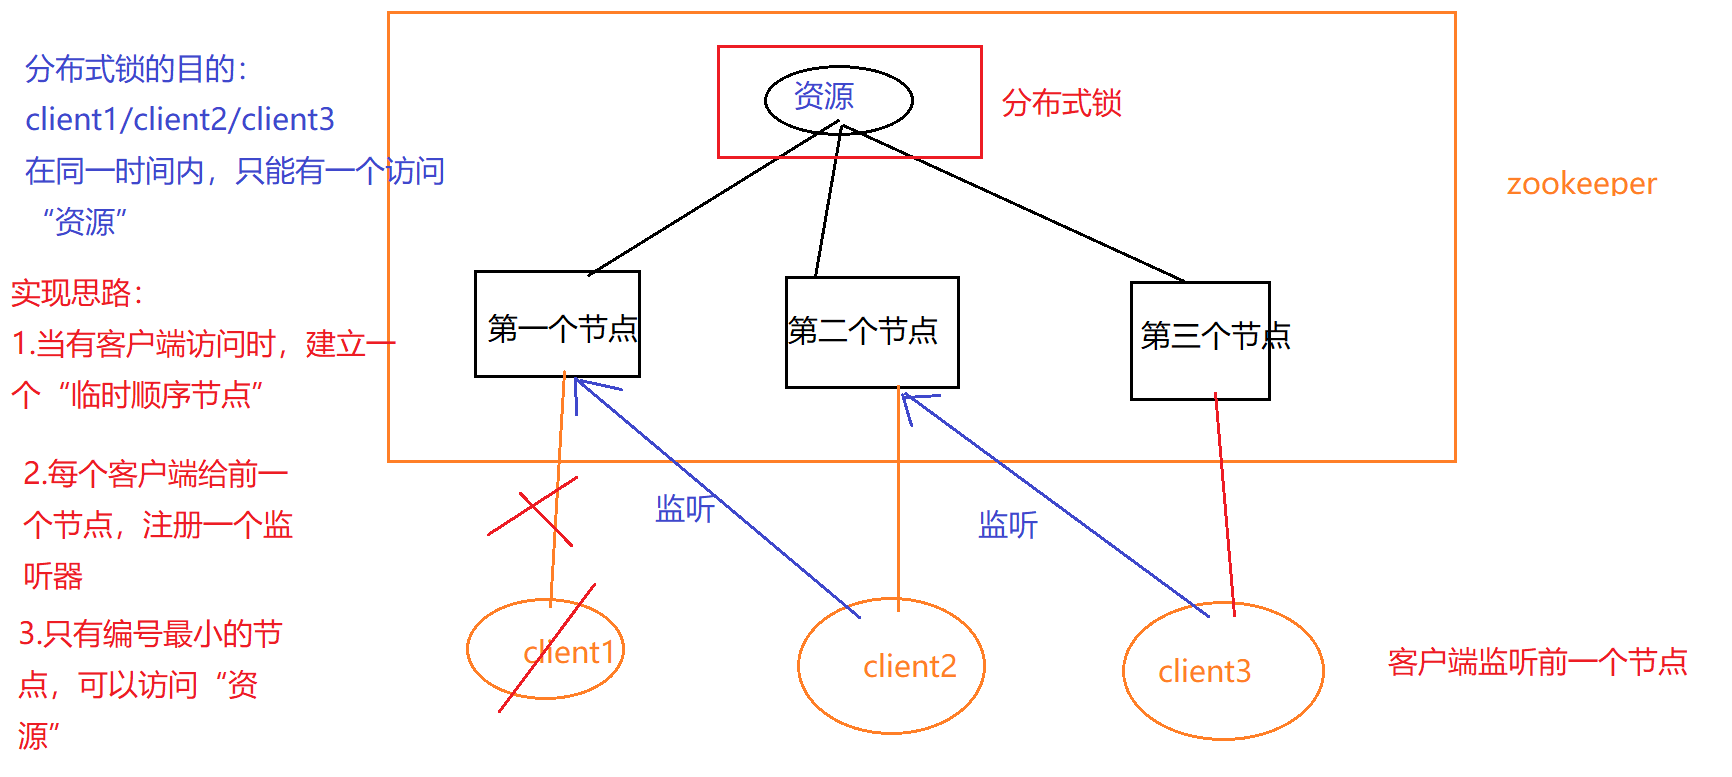 分布式锁的目的：
client1/client2/client3
在同一时间内，只能有一个访问
“资源”
实现思路：
1.当有客户端访问时，建立一
个“临时顺序节点”
2.每个客户端给前一
个节点，注册一个监
听器
3.只有编号最小的节
点，可以访问“资
源”
资源
分布式锁
zookeeper
第一个节点
第二个节点
第三个节点
监听
监听
client1
client2
client3
客户端监听前一个节点